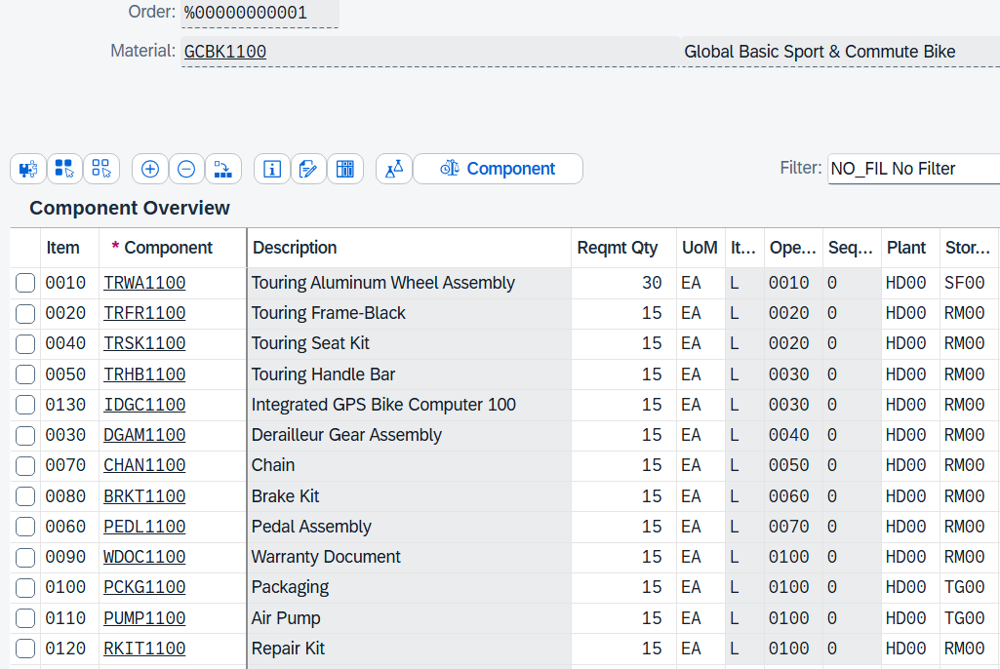 Order: %00000000001
Material: GCBK1100 Global Basic Sport & Commute Bike
Component Filter: NO_FIL No Filter
Component Overview
Item * Component Description Reqmt Qty UoM It... Ope... Seq... Plant Stor...
0010 TRWA1100 Touring Aluminum Wheel Assembly 30 EA L 0010 0 HD00 SF00
0020 TRFR1100 Touring Frame-Black 15 EA L 0020 0 HD00 RM00
0040 TRSK1100 Touring Seat Kit 15 EA L 0020 0 HD00 RM00
0050 TRHB1100 Touring Handle Bar 15 EA L 0030 0 HD00 RM00
0130 IDGC1100 Integrated GPS Bike Computer 100 15 EA L 0030 0 HD00 RM00
0030 DGAM1100 Derailleur Gear Assembly 15 EA L 0040 0 HD00 RM00
0070 CHAN1100 Chain 15 EA L 0050 0 HD00 RM00
0080 BRKT1100 Brake Kit 15 EA L 0060 0 HD00 RM00
0060 PEDL1100 Pedal Assembly 15 EA L 0070 0 HD00 RM00
0090 WDOC1100 Warranty Document 15 EA L 0100 0 HD00 RM00
0100 PCKG1100 Packaging 15 EA L 0100 0 HD00 TG00
0110 PUMP1100 Air Pump 15 EA L 0100 0 HD00 TG00
0120 RKIT1100 Repair Kit 15 EA L 0100 0 HD00 RM00